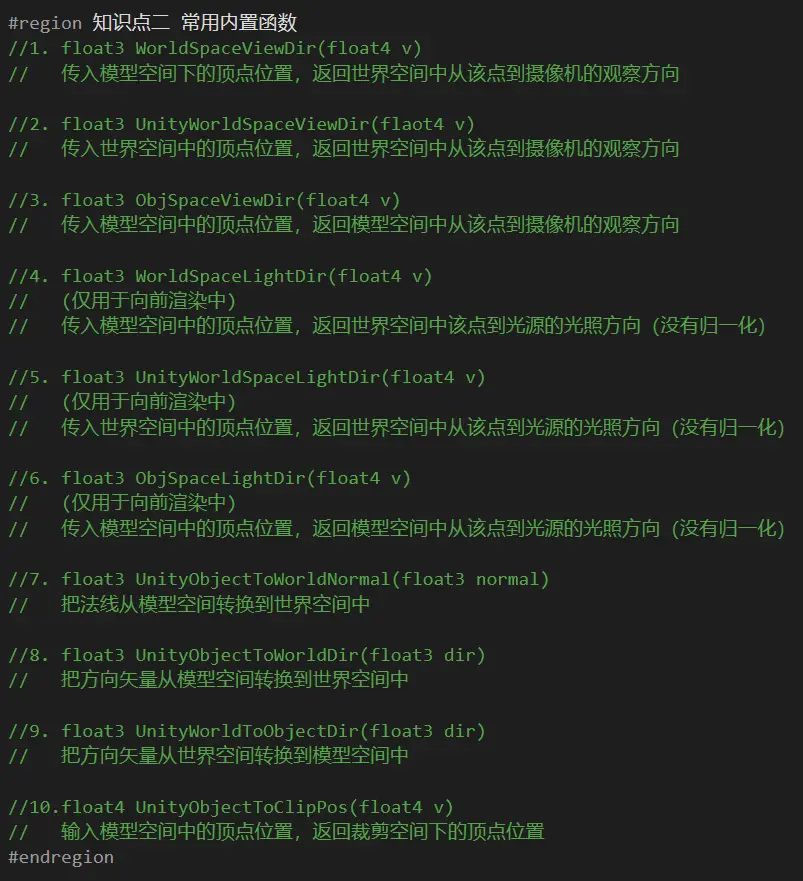 #region 知识点二 常用内置函数
//1. float3 WorldSpaceViewDir(float4 v)
//   传入模型空间下的顶点位置，返回世界空间中从该点到摄像机的观察方向
//2. float3 UnityWorldSpaceViewDir(flaot4 v)
//   传入世界空间中的顶点位置，返回世界空间中从该点到摄像机的观察方向
//3. float3 ObjSpaceViewDir(float4 v)
//   传入模型空间中的顶点位置，返回模型空间中从该点到摄像机的观察方向
//4. float3 WorldSpaceLightDir(float4 v)
//   (仅用于向前渲染中)
//   传入模型空间中的顶点位置，返回世界空间中该点到光源的光照方向（没有归一化）
//5. float3 UnityWorldSpaceLightDir(float4 v)
//   (仅用于向前渲染中)
//   传入世界空间中的顶点位置，返回世界空间中从该点到光源的光照方向（没有归一化）
//6. float3 ObjSpaceLightDir(float4 v)
//   (仅用于向前渲染中)
//   传入模型空间中的顶点位置，返回模型空间中从该点到光源的光照方向（没有归一化）
//7. float3 UnityObjectToWorldNormal(float3 normal)
//   把法线从模型空间转换到世界空间中
//8. float3 UnityObjectToWorldDir(float3 dir)
//   把方向矢量从模型空间转换到世界空间中
//9. float3 UnityWorldToObjectDir(float3 dir)
//   把方向矢量从世界空间转换到模型空间中
//10.float4 UnityObjectToClipPos(float4 v)
//   输入模型空间中的顶点位置，返回裁剪空间下的顶点位置
#endregion